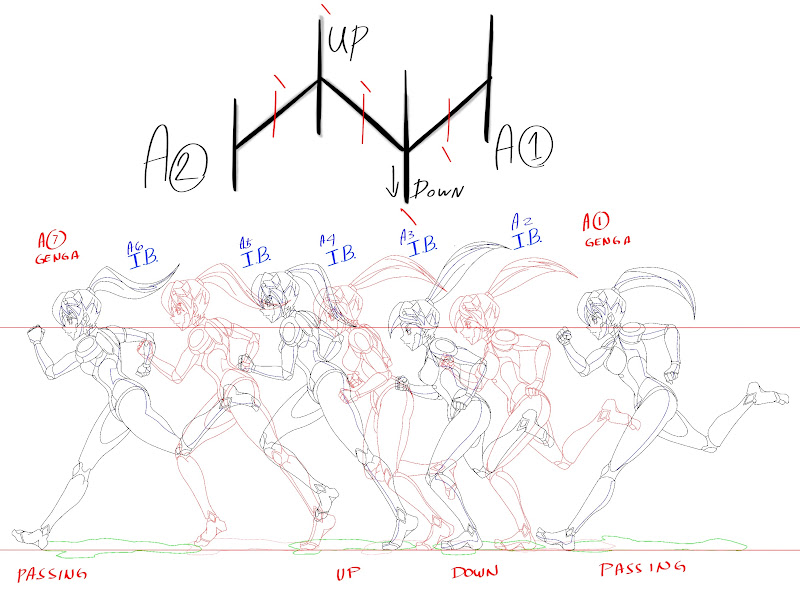 UP
A②
A①
DOWN
A⑦
GENGA
A6
I.B.
A5
I.B.
A4
I.B.
A3
I.B.
A2
I.B.
A①
GENGA
PASSING
UP
DOWN
PASSING